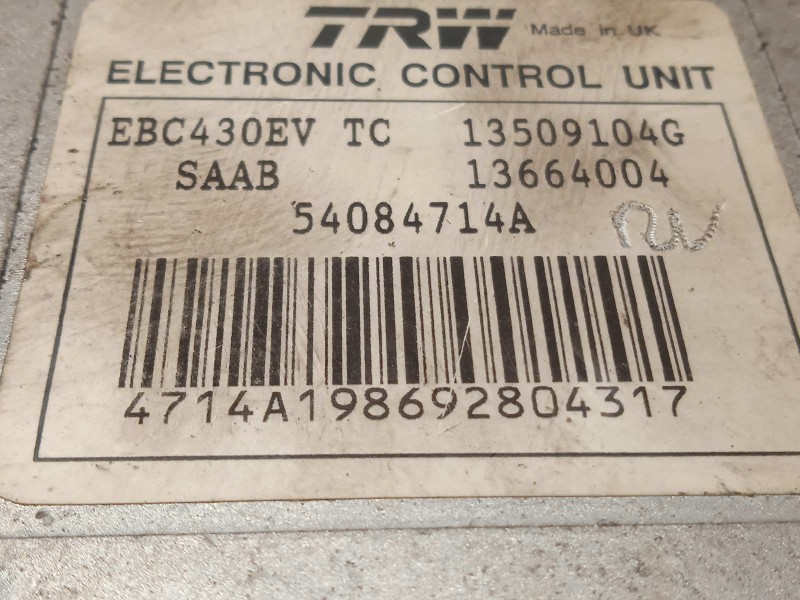 TRW Made in UK
ELECTRONIC CONTROL UNIT
EBC430EV TC 13509104G
SAAB 13664004
54084714A
4714A198692804317